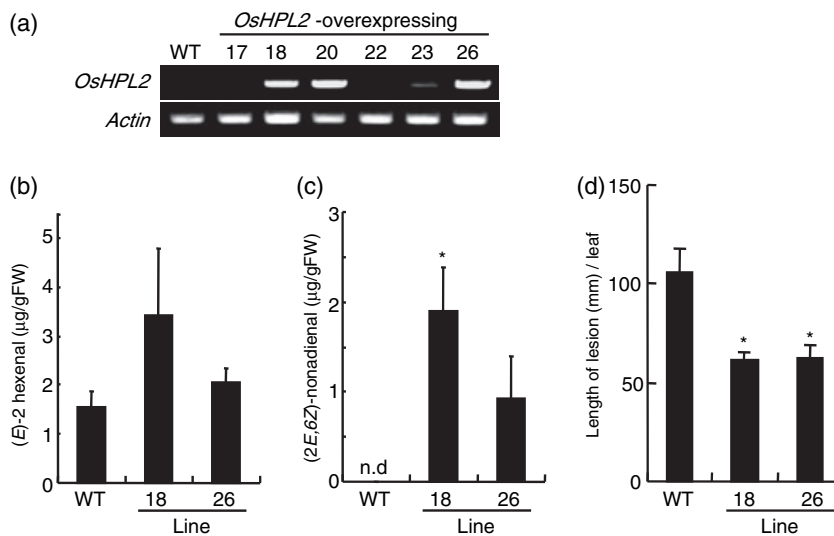 (a)
OsHPL2 -overexpressing
WT 17 18 20 22 23 26
OsHPL2
Actin
(b)
(E)-2 hexenal (µg/gFW)
5
4
3
2
1
0
WT 18 26
Line
(c)
(2E,6Z)-nonadienal (µg/gFW)
3
2
1
0
n.d
*
WT 18 26
Line
(d)
Length of lesion (mm) / leaf
150
100
50
0
* *
WT 18 26
Line